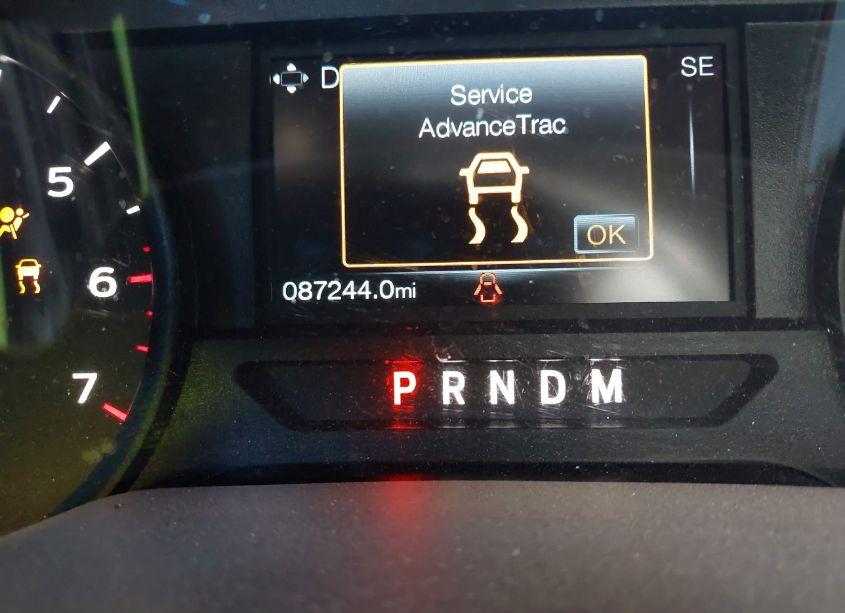 D
SE
Service
AdvanceTrac
OK
5
6
7
087244.0mi
P R N D M